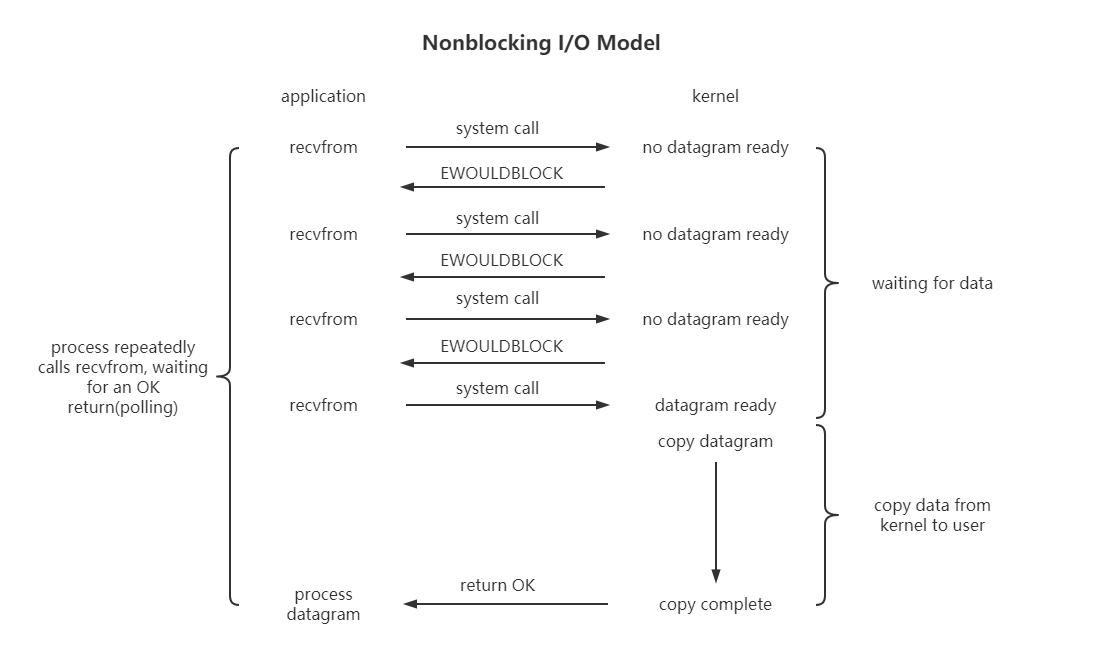 Nonblocking I/O Model
application
kernel
recvfrom
system call
no datagram ready
EWOULDBLOCK
recvfrom
system call
no datagram ready
EWOULDBLOCK
recvfrom
system call
no datagram ready
EWOULDBLOCK
recvfrom
system call
datagram ready
waiting for data
process repeatedly
calls recvfrom, waiting
for an OK
return(polling)
copy datagram
copy data from
kernel to user
process
datagram
return OK
copy complete